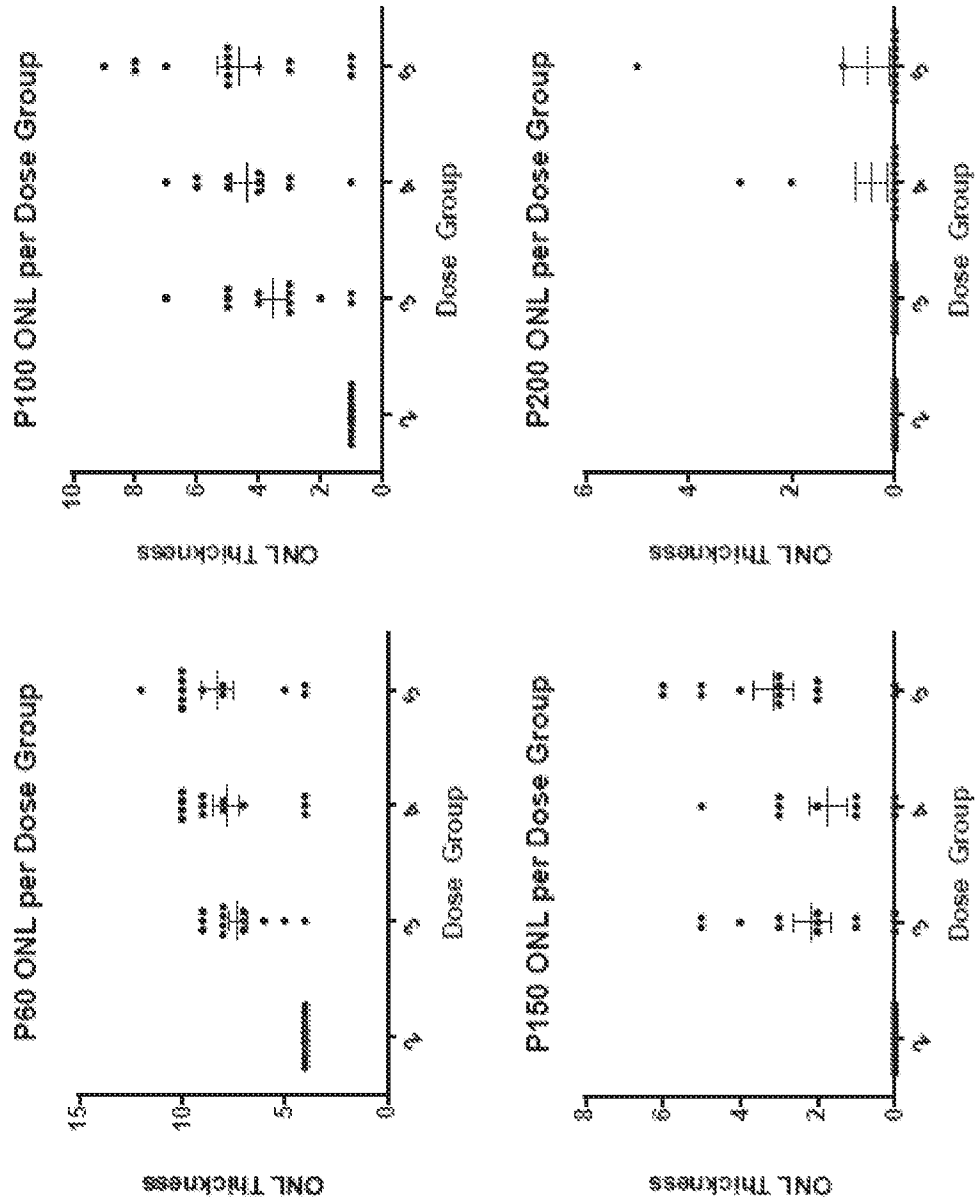 P60 ONL per Dose Group
ONL Thickness
15
10
5
0
2 3 4 5
Dose Group
P100 ONL per Dose Group
ONL Thickness
10
8
6
4
2
0
2 3 4 5
Dose Group
P150 ONL per Dose Group
ONL Thickness
8
6
4
2
0
2 3 4 5
Dose Group
P200 ONL per Dose Group
ONL Thickness
6
4
2
0
2 3 4 5
Dose Group